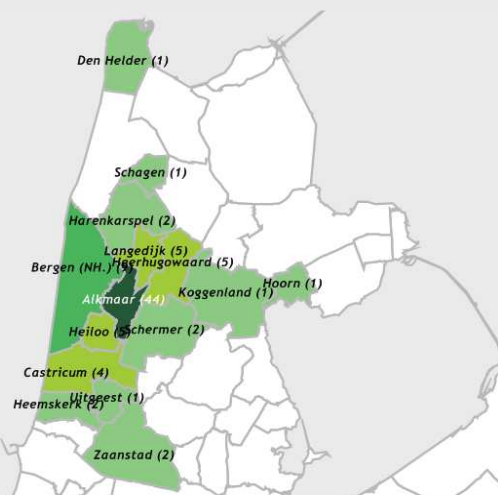 Den Helder (1)
Schagen (1)
Harenkarspel (2)
Langedijk (5)
Heerhugowaard (5)
Bergen (NH.)
Hoorn (1)
Koggenland (1)
Alkmaar (44)
Schermer (2)
Heiloo (5)
Castricum (4)
Uitgeest (1)
Heemskerk (2)
Zaanstad (2)